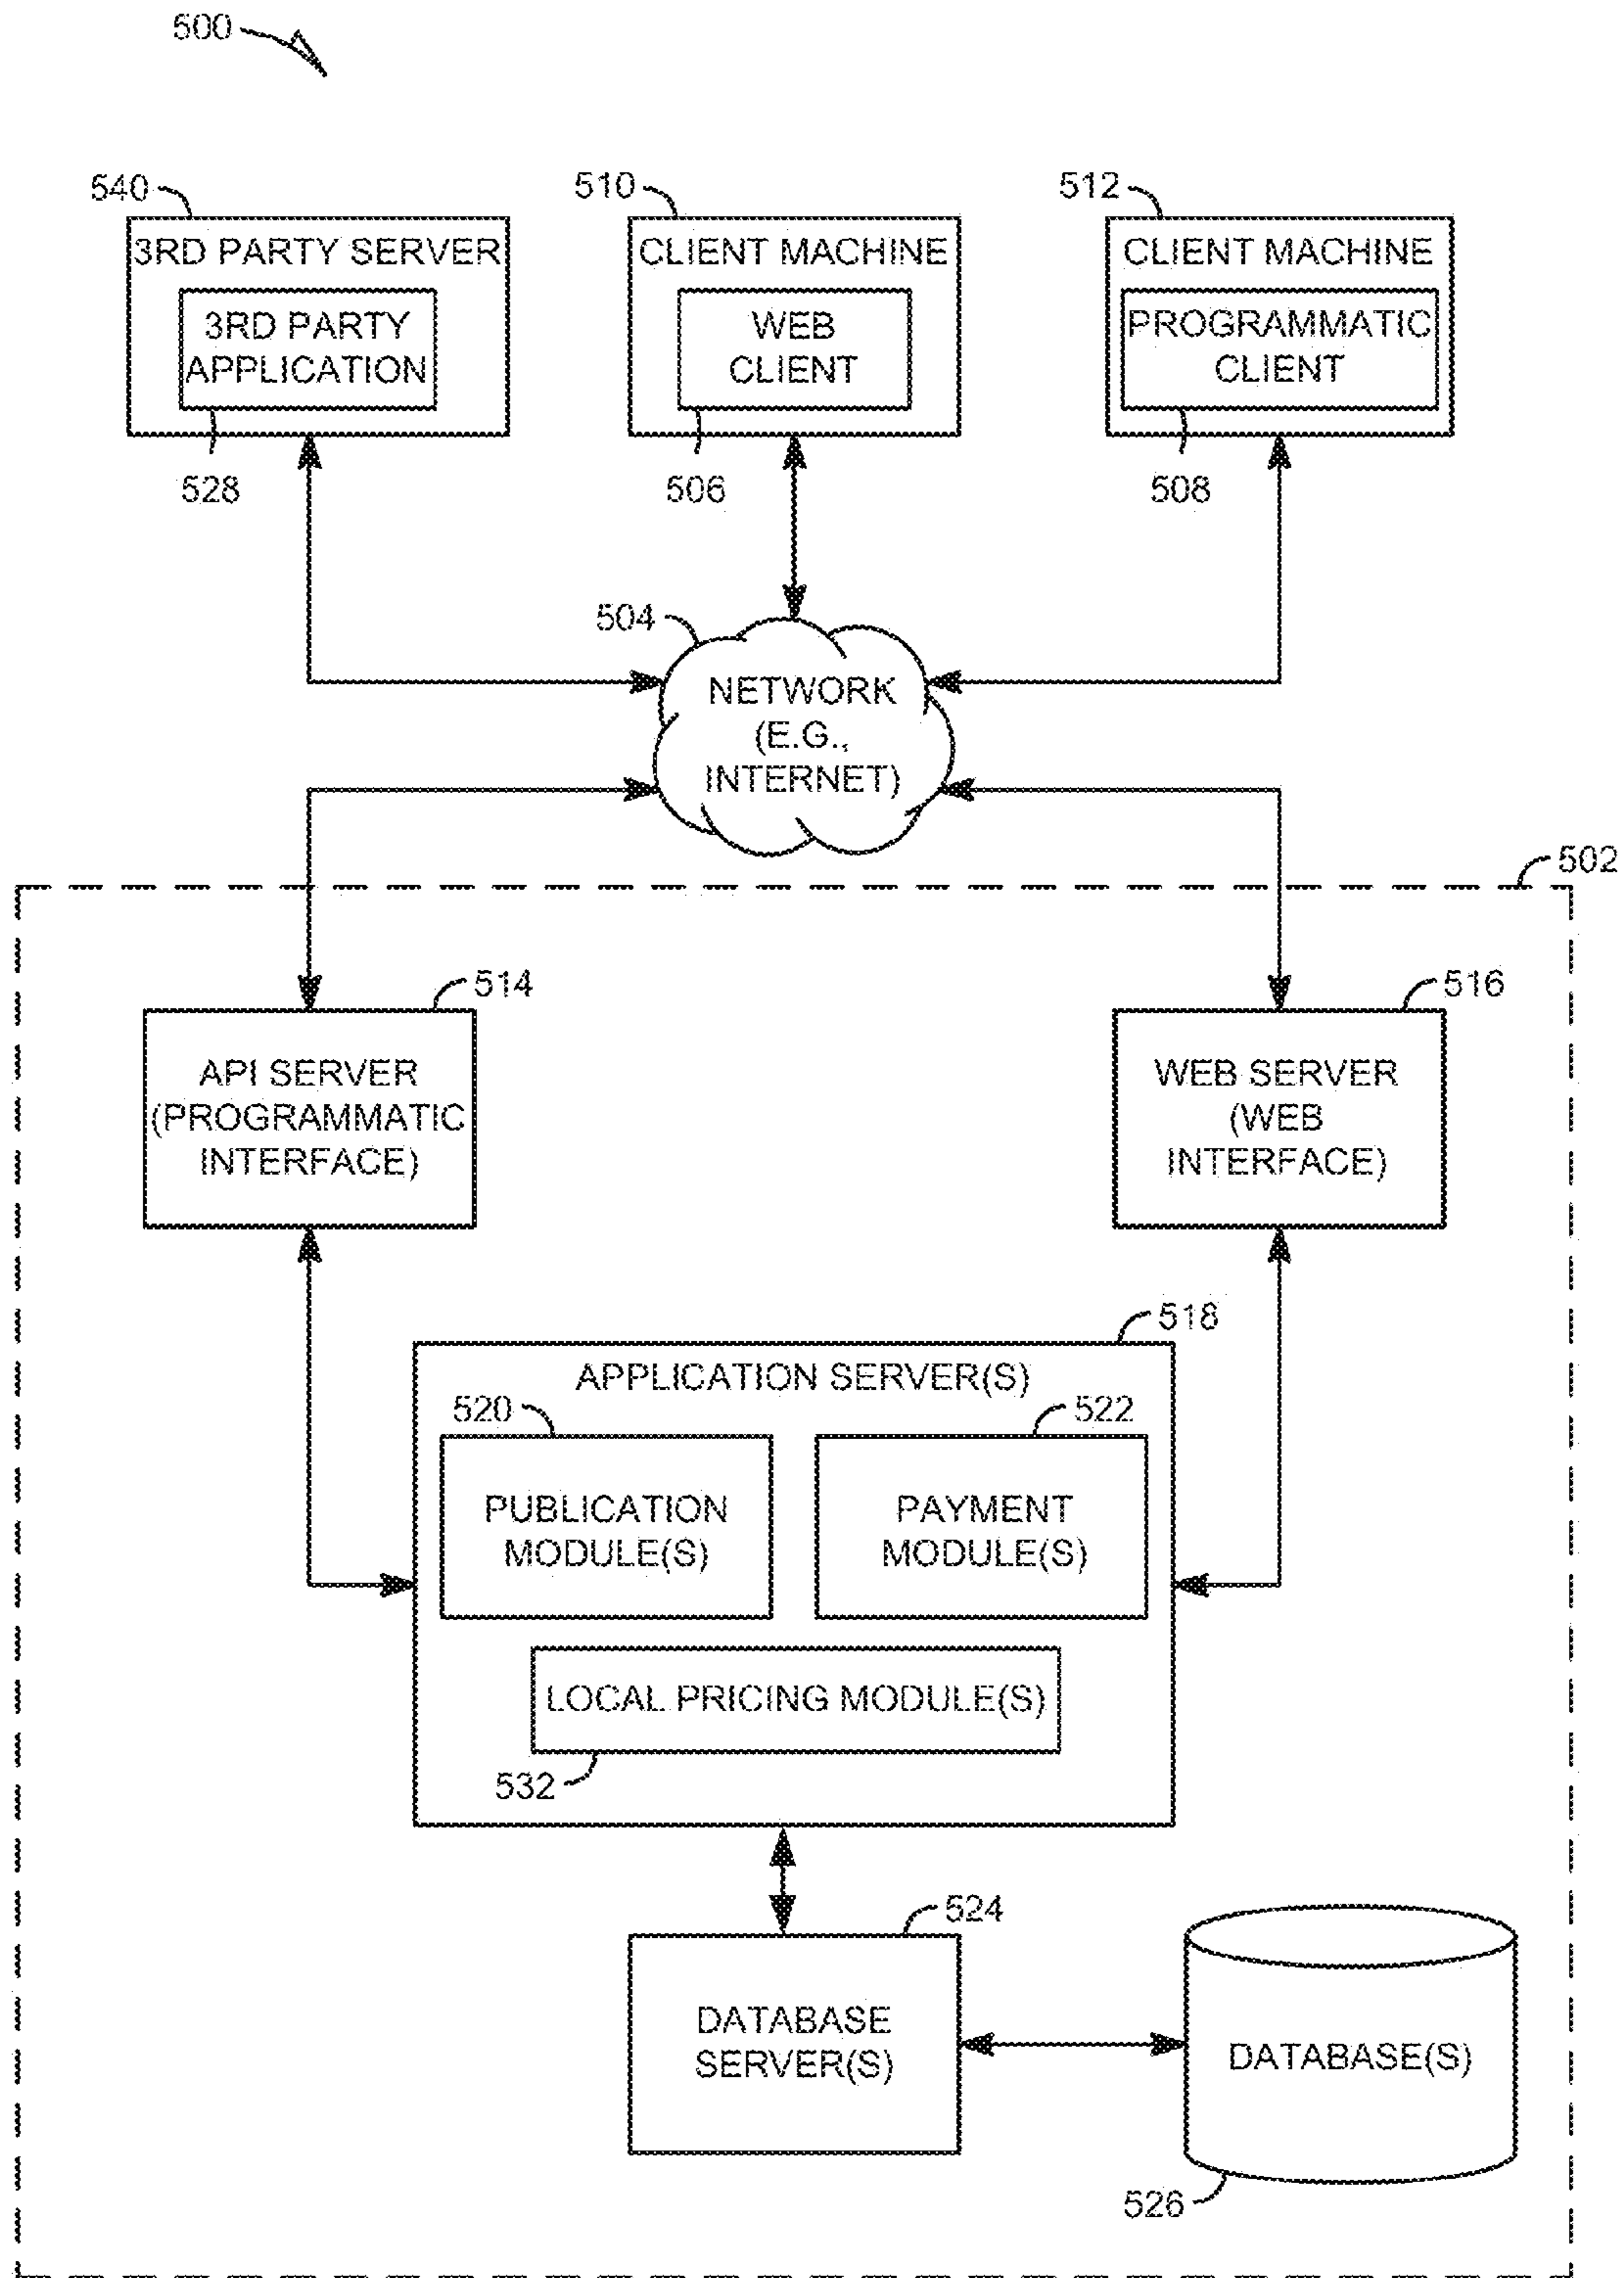 500
540
3RD PARTY SERVER
3RD PARTY
APPLICATION
528
510
CLIENT MACHINE
WEB
CLIENT
506
512
CLIENT MACHINE
PROGRAMMATIC
CLIENT
508
504
NETWORK
(E.G.,
INTERNET)
502
514
API SERVER
(PROGRAMMATIC
INTERFACE)
516
WEB SERVER
(WEB
INTERFACE)
518
APPLICATION SERVER(S)
520
PUBLICATION
MODULE(S)
522
PAYMENT
MODULE(S)
LOCAL PRICING MODULE(S)
532
524
DATABASE
SERVER(S)
DATABASE(S)
526